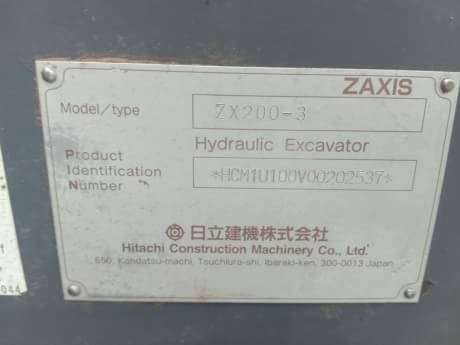 ZAXIS
Model/type ZX200-3
Hydraulic Excavator
Product
Identification *HCM1U100V00202537*
Number
日立建機株式会社
Hitachi Construction Machinery Co., Ltd.
650, Kandatsu-machi, Tsuchiura-shi, Ibaraki-ken, 300-0013 Japan
044